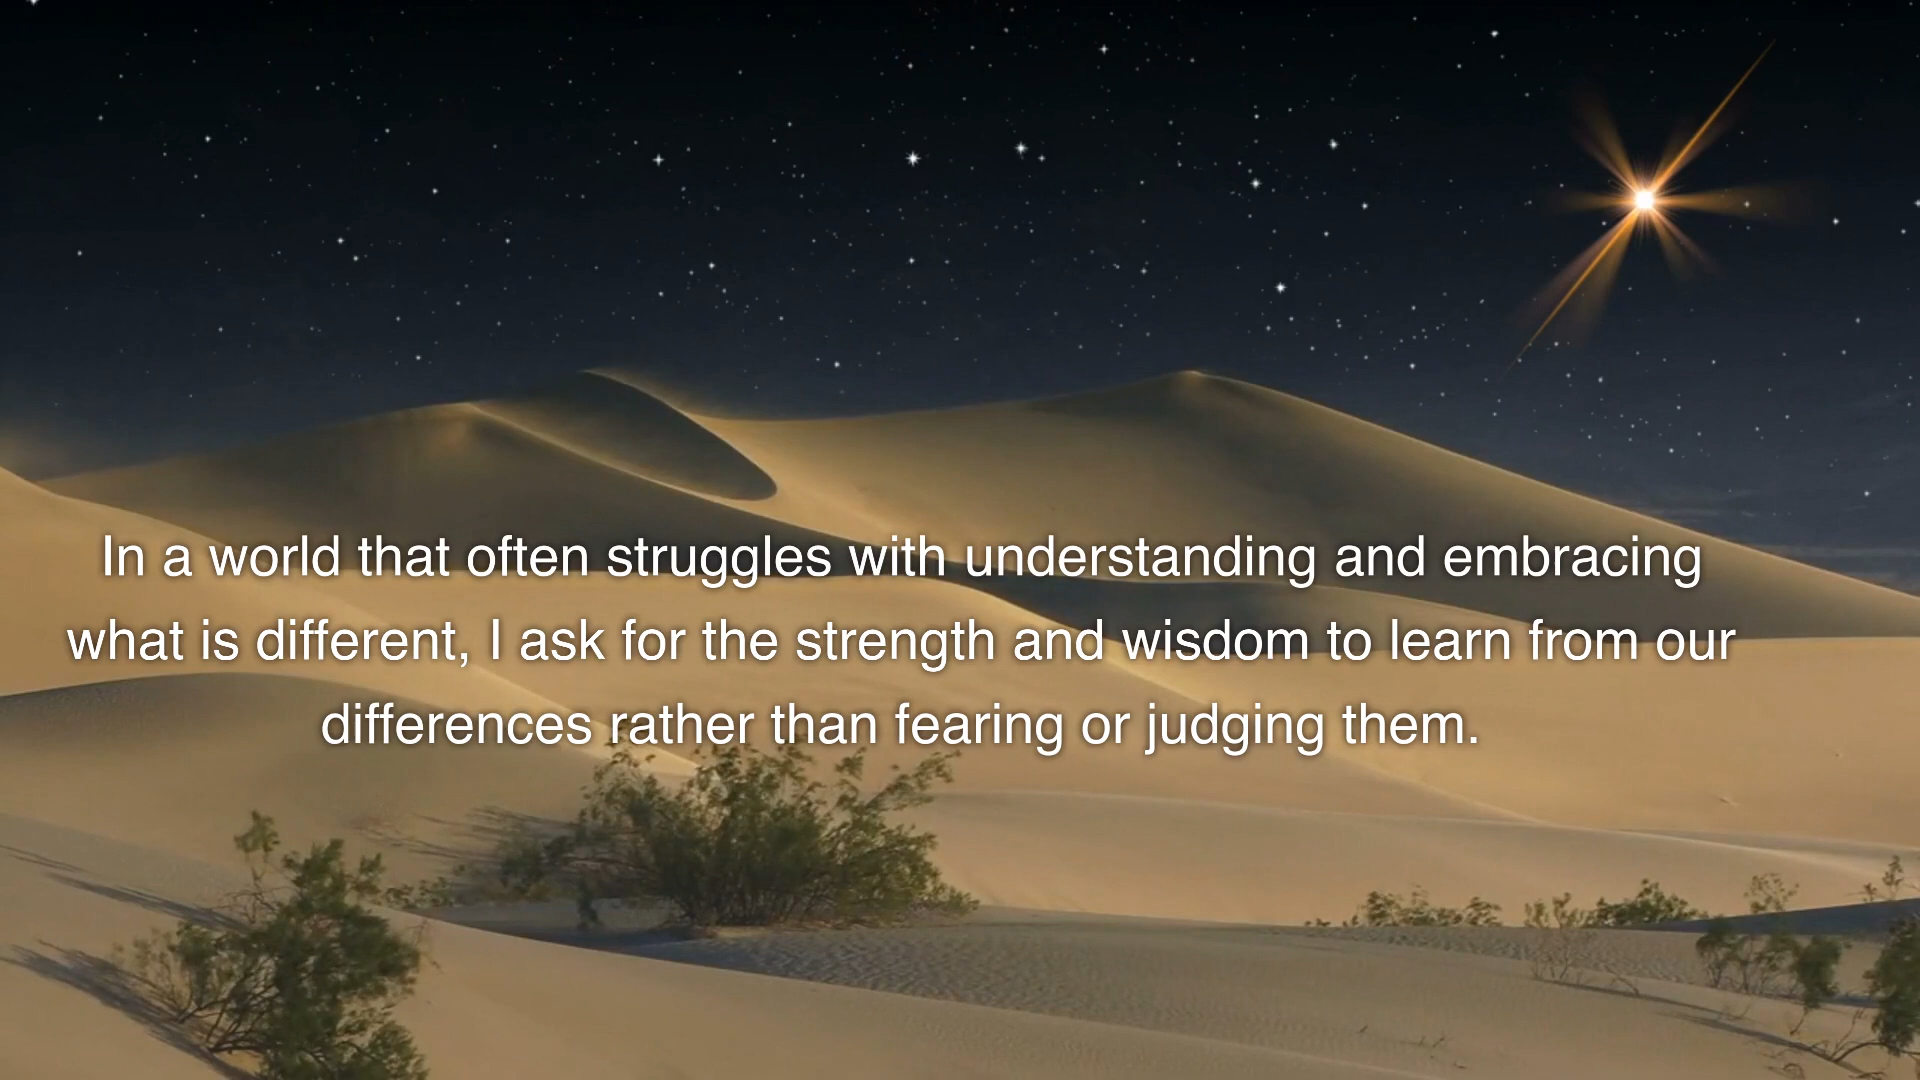 In a world that often struggles with understanding and embracing
what is different, I ask for the strength and wisdom to learn from our
differences rather than fearing or judging them.